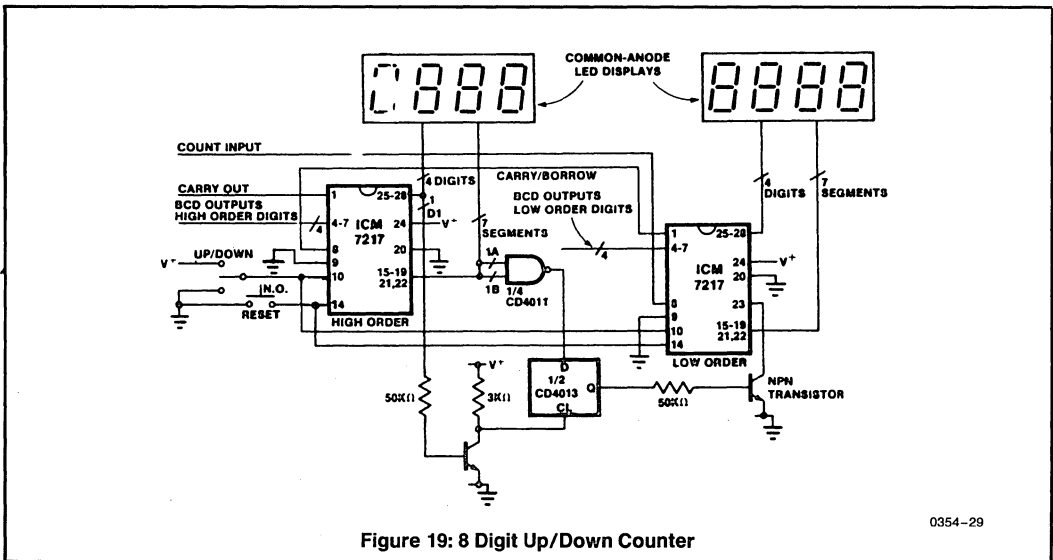 COMMON-ANODE
LED DISPLAYS
COUNT INPUT
CARRY OUT
BCD OUTPUTS
HIGH ORDER DIGITS
4
V+
UP/DOWN
N.O.
RESET
1
25-28
4-7
ICM
7217
24
V+
8
20
9
10
15-19
21,22
14
HIGH ORDER
4 DIGITS
1
D1
7
SEGMENTS
CARRY/BORROW
BCD OUTPUTS
LOW ORDER DIGITS
4
1A
1B
1/4
CD4011
4
DIGITS
7
SEGMENTS
1
25-28
4-7
ICM
7217
24
V+
20
8
23
9
10
15-19
21,22
14
LOW ORDER
50KΩ
V+
3KΩ
D
1/2
CD4013
Q
CL
50KΩ
NPN
TRANSISTOR
0354-29
Figure 19: 8 Digit Up/Down Counter